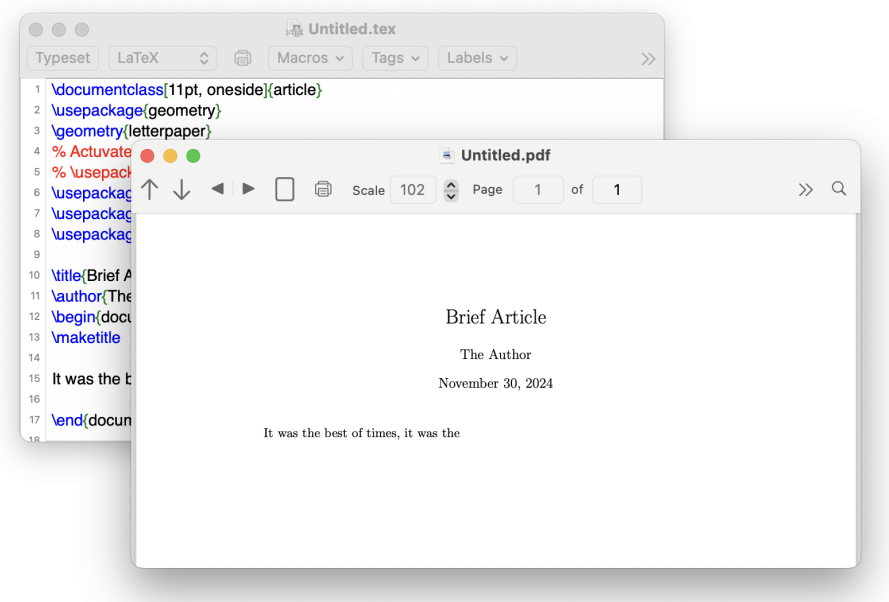 Untitled.tex
Typeset LaTeX Macros Tags Labels
1 \documentclass[11pt, oneside]{article}
2 \usepackage{geometry}
3 \geometry{letterpaper}
4 % Actuvate
5 % \usepack
6 \usepackag
7 \usepackag
8 \usepackag
9
10 \title{Brief A
11 \author{The
12 \begin{docu
13 \maketitle
14
15 It was the b
16
17 \end{docum
18
Untitled.pdf
Scale 102 Page 1 of 1
Brief Article
The Author
November 30, 2024
It was the best of times, it was the